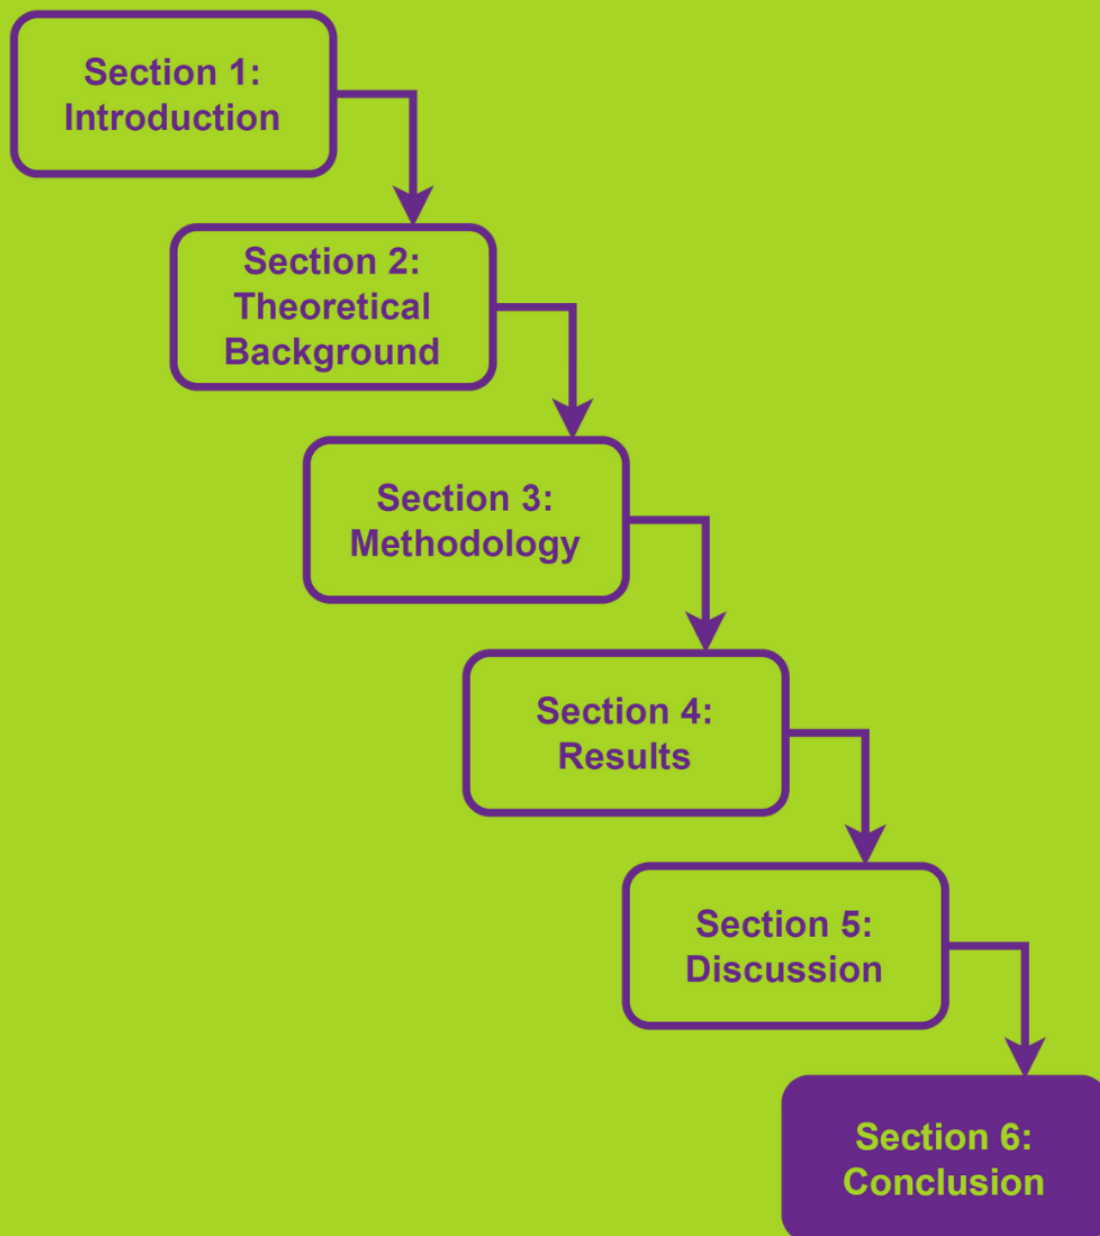 Section 1:
Introduction
Section 2:
Theoretical
Background
Section 3:
Methodology
Section 4:
Results
Section 5:
Discussion
Section 6:
Conclusion